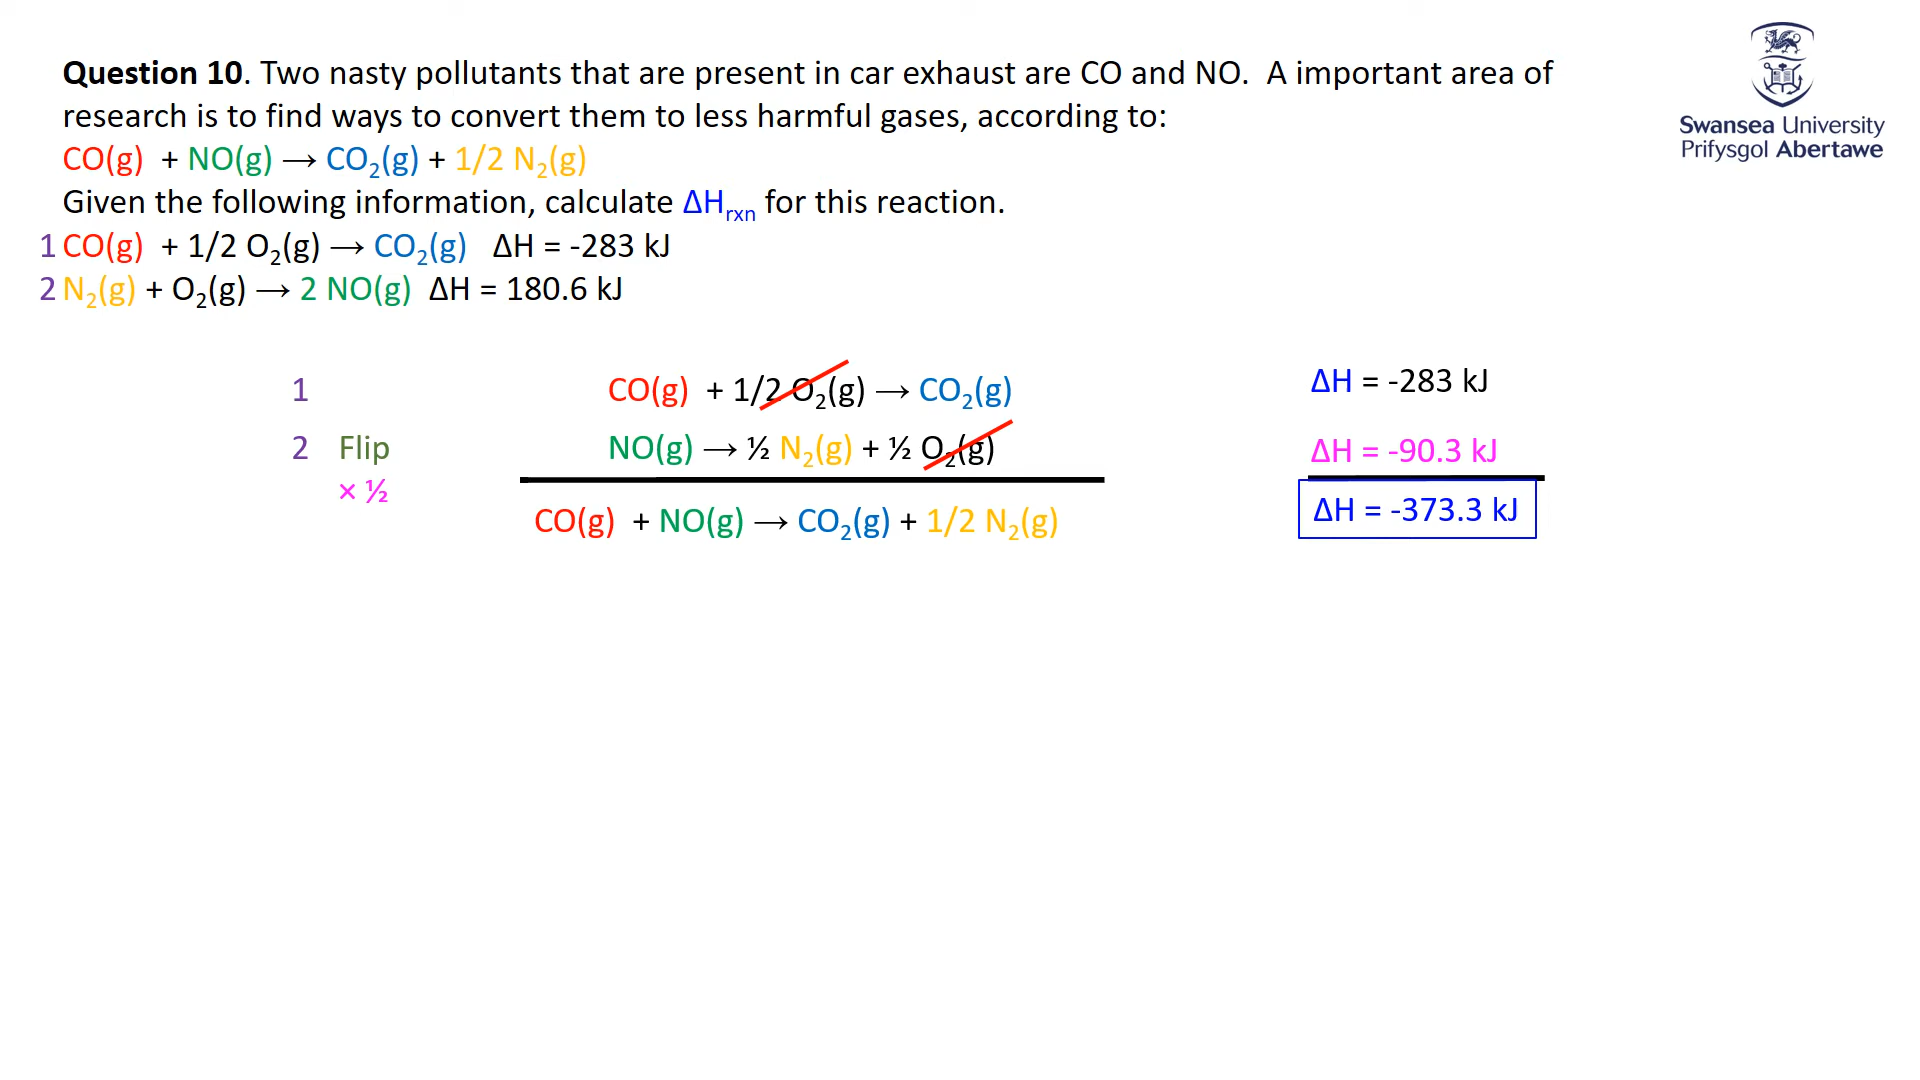 Question 10. Two nasty pollutants that are present in car exhaust are CO and NO. A important area of
research is to find ways to convert them to less harmful gases, according to:
CO(g) + NO(g) → CO₂(g) + 1/2 N₂(g)
Given the following information, calculate ΔHrxn for this reaction.
1 CO(g) + 1/2 O₂(g) → CO₂(g) ΔH = -283 kJ
2 N₂(g) + O₂(g) → 2 NO(g) ΔH = 180.6 kJ
1 CO(g) + 1/2 O₂(g) → CO₂(g) ΔH = -283 kJ
2 Flip NO(g) → ½ N₂(g) + ½ O₂(g) ΔH = -90.3 kJ
× ½
CO(g) + NO(g) → CO₂(g) + 1/2 N₂(g) ΔH = -373.3 kJ
Swansea University
Prifysgol Abertawe